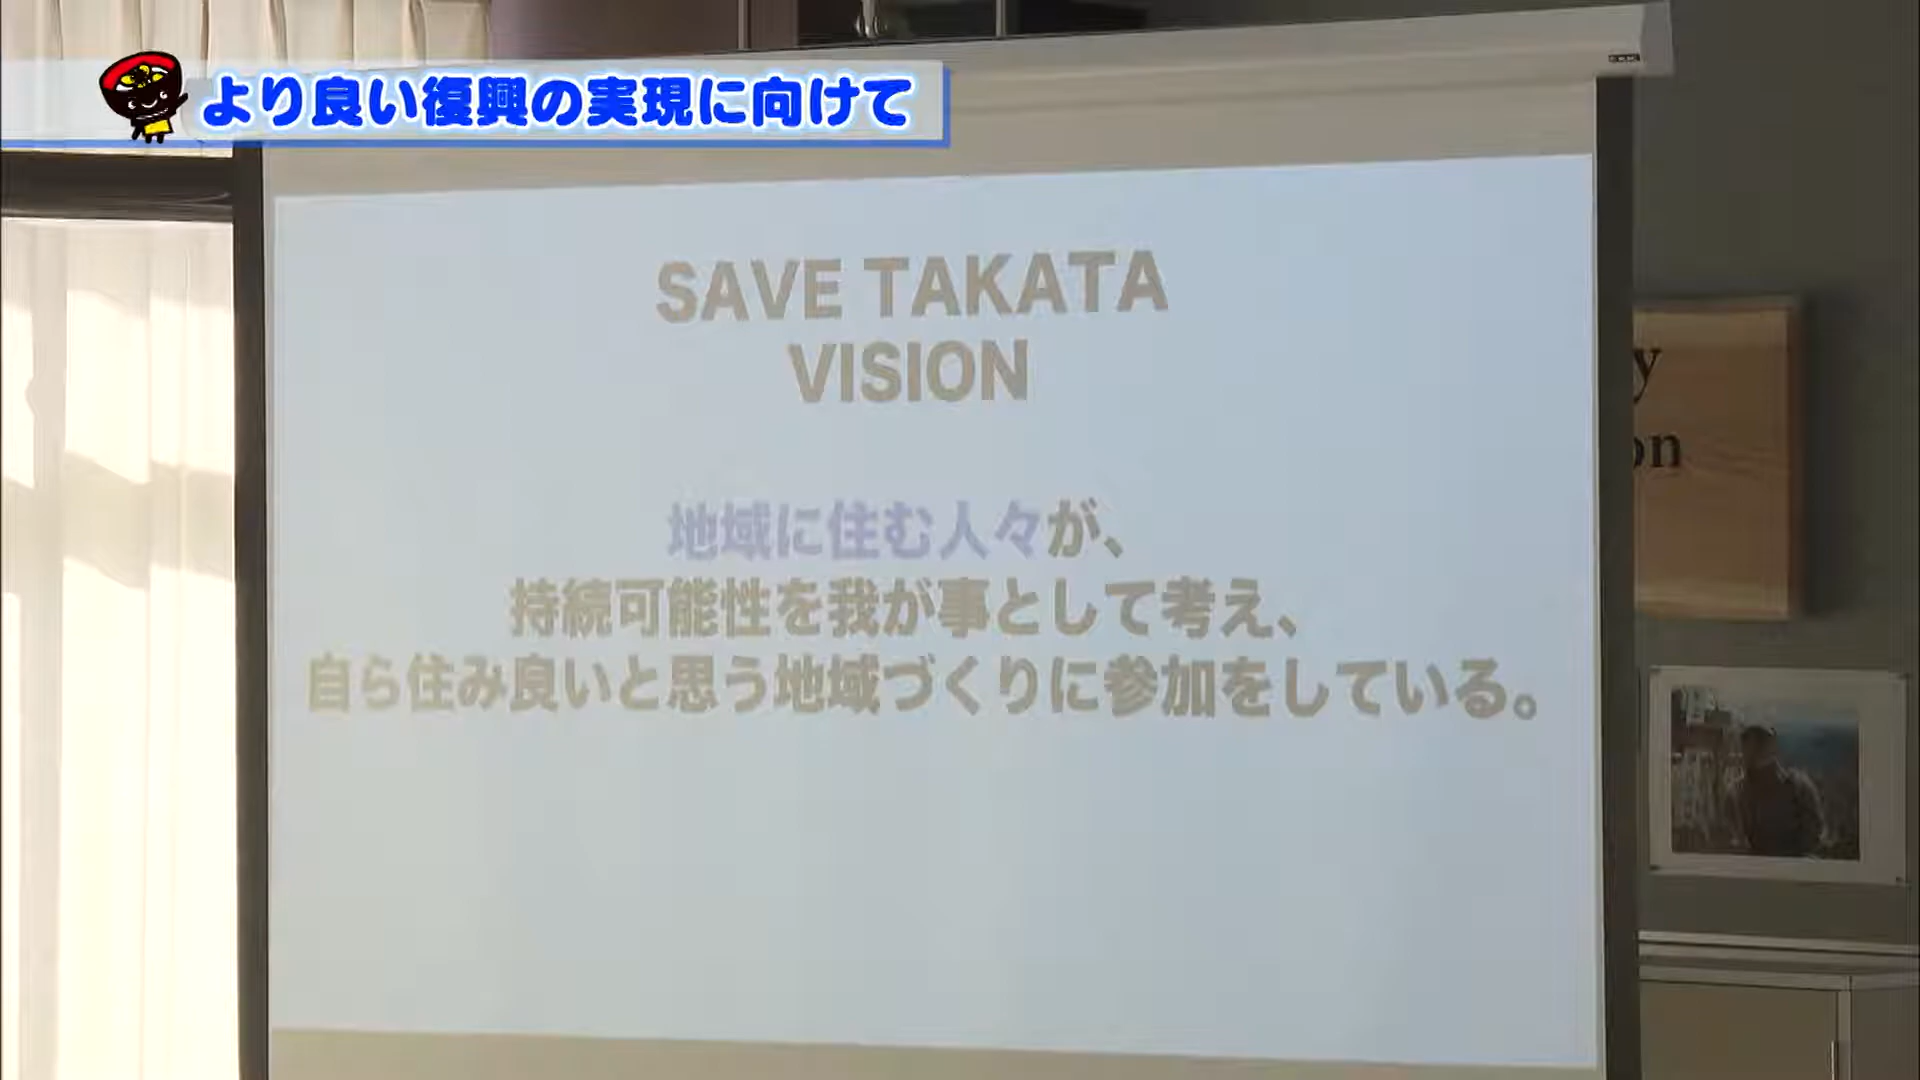 より良い復興の実現に向けて
SAVE TAKATA
VISION
地域に住む人々が、
持続可能性を我が事として考え、
自ら住み良いと思う地域づくりに参加をしている。
y
on